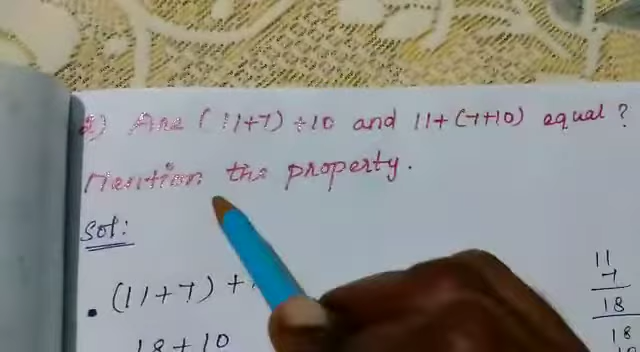 2) Are (11+7)+10 and 11+(7+10) equal?
Mention the property.
Sol:
(11+7)+
18+10
11
7
18
18